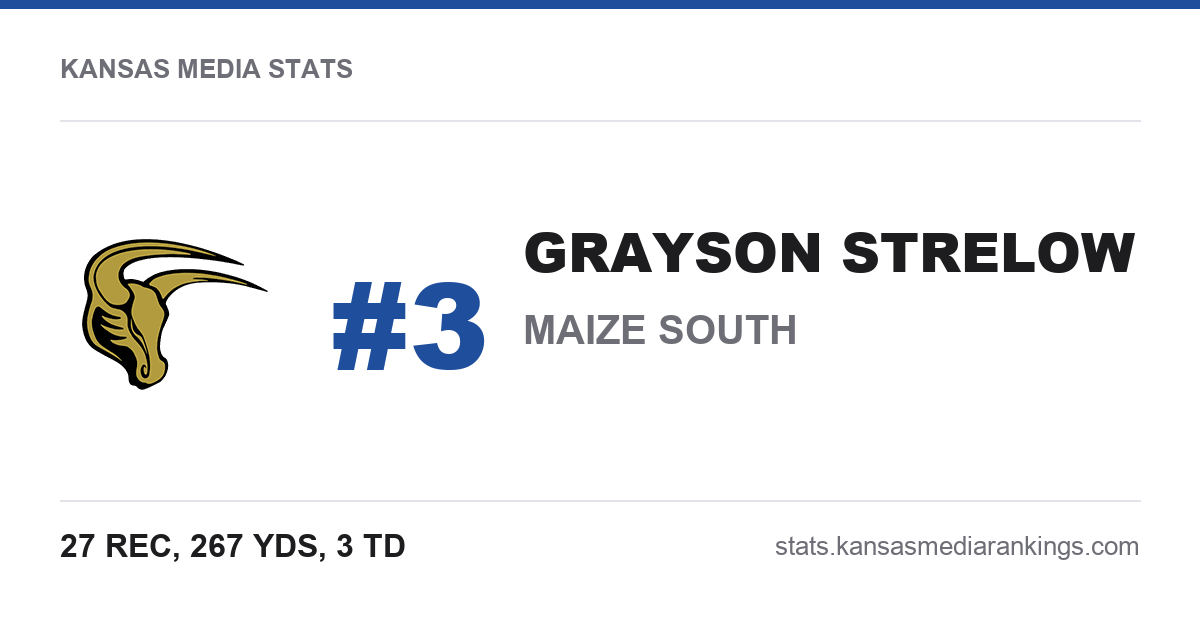 KANSAS MEDIA STATS
#3
GRAYSON STRELOW
MAIZE SOUTH
27 REC, 267 YDS, 3 TD
stats.kansasmediarankings.com